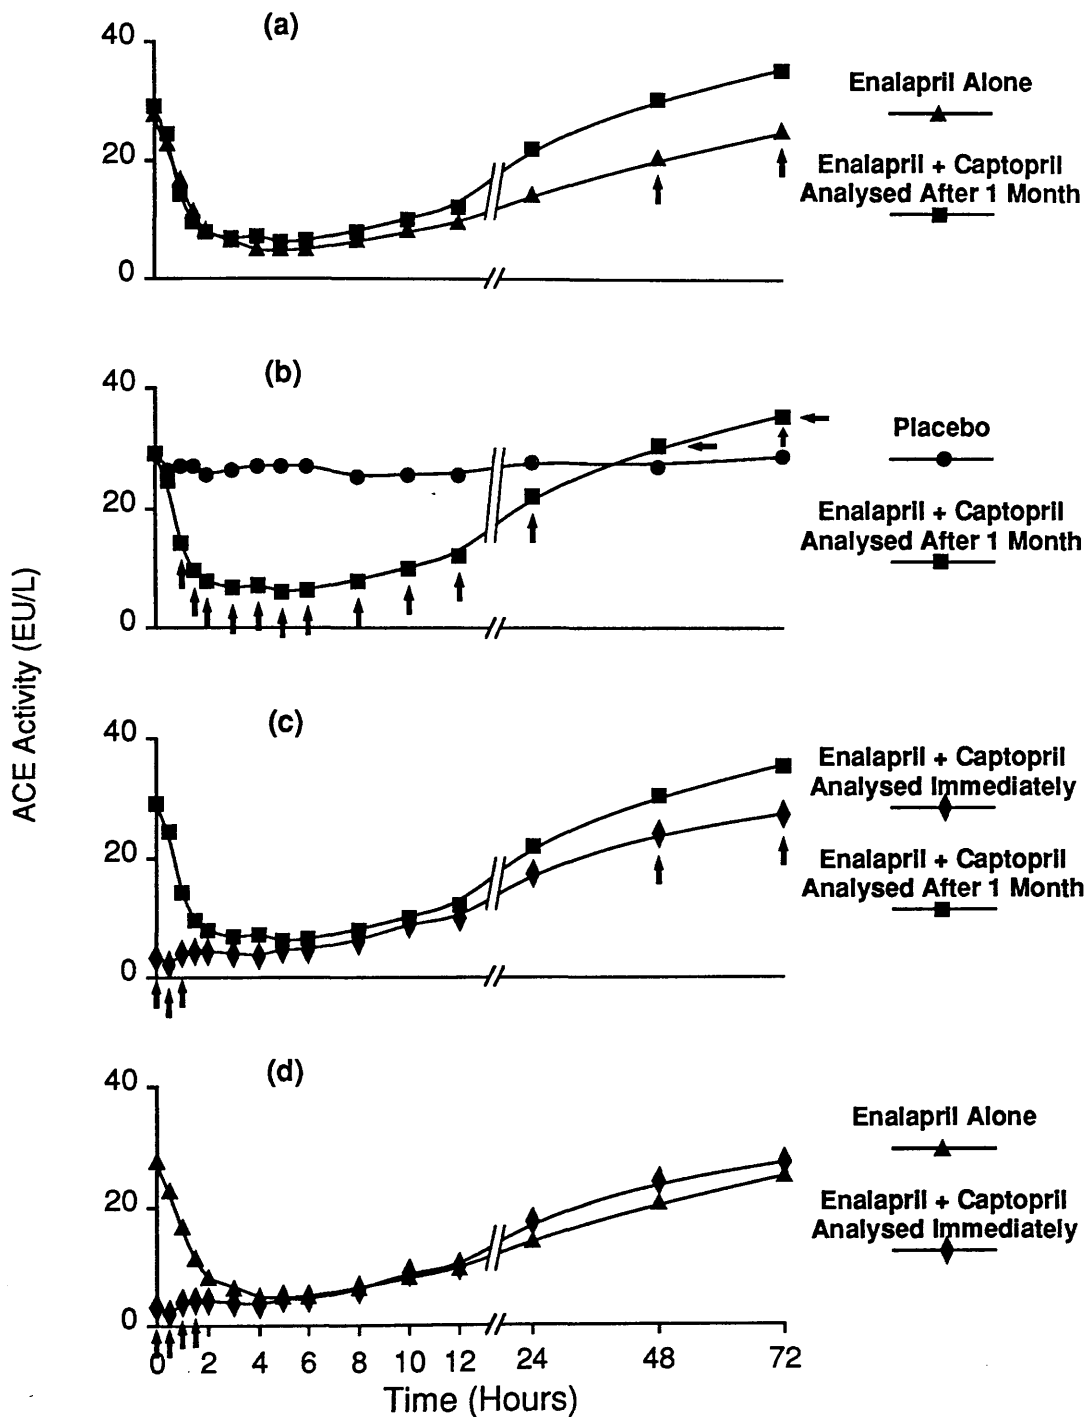 (a)
40
20
0
Enalapril Alone
Enalapril + Captopril
Analysed After 1 Month
(b)
40
20
0
Placebo
Enalapril + Captopril
Analysed After 1 Month
ACE Activity (EU/L)
(c)
40
20
0
Enalapril + Captopril
Analysed Immediately
Enalapril + Captopril
Analysed After 1 Month
(d)
40
20
0
Enalapril Alone
Enalapril + Captopril
Analysed Immediately
0 2 4 6 8 10 12 24 48 72
Time (Hours)